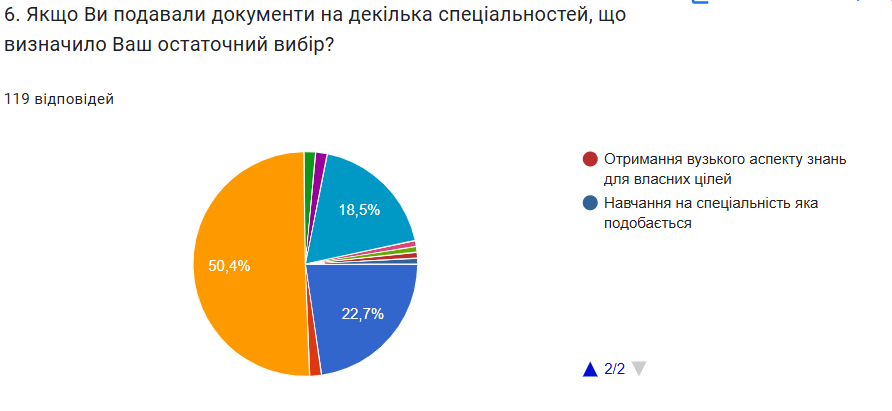 6. Якщо Ви подавали документи на декілька спеціальностей, що
визначило Ваш остаточний вибір?
119 відповідей
18,5%
50,4%
22,7%
Отримання вузького аспекту знань
для власних цілей
Навчання на спеціальність яка
подобається
2/2